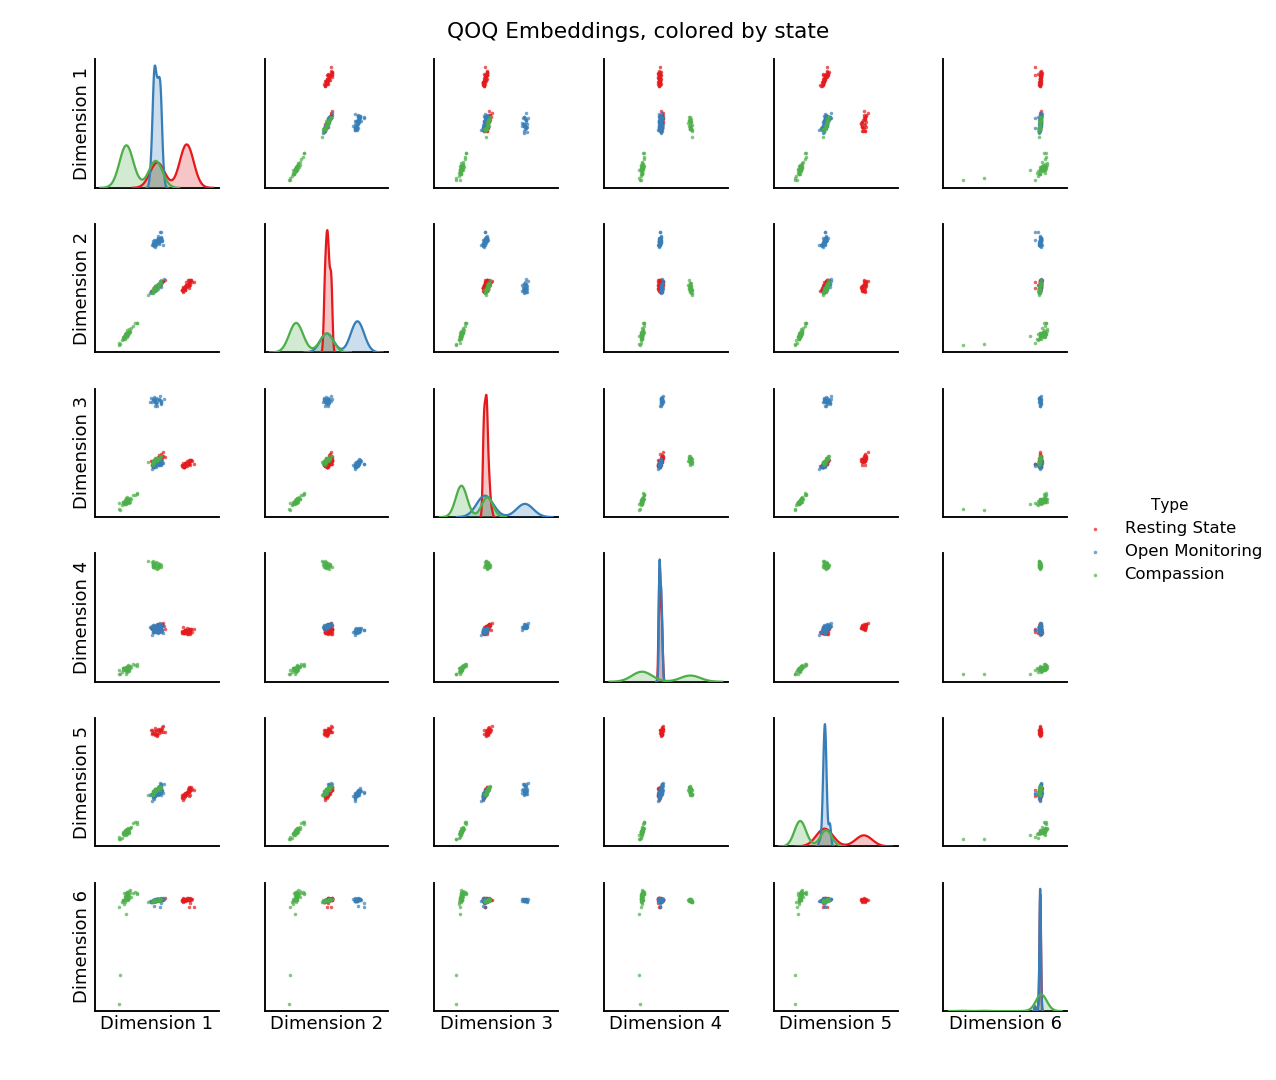 QOQ Embeddings, colored by state
Dimension 1
Dimension 2
Dimension 3
Dimension 4
Dimension 5
Dimension 6
Type
Resting State
Open Monitoring
Compassion
Dimension 1
Dimension 2
Dimension 3
Dimension 4
Dimension 5
Dimension 6